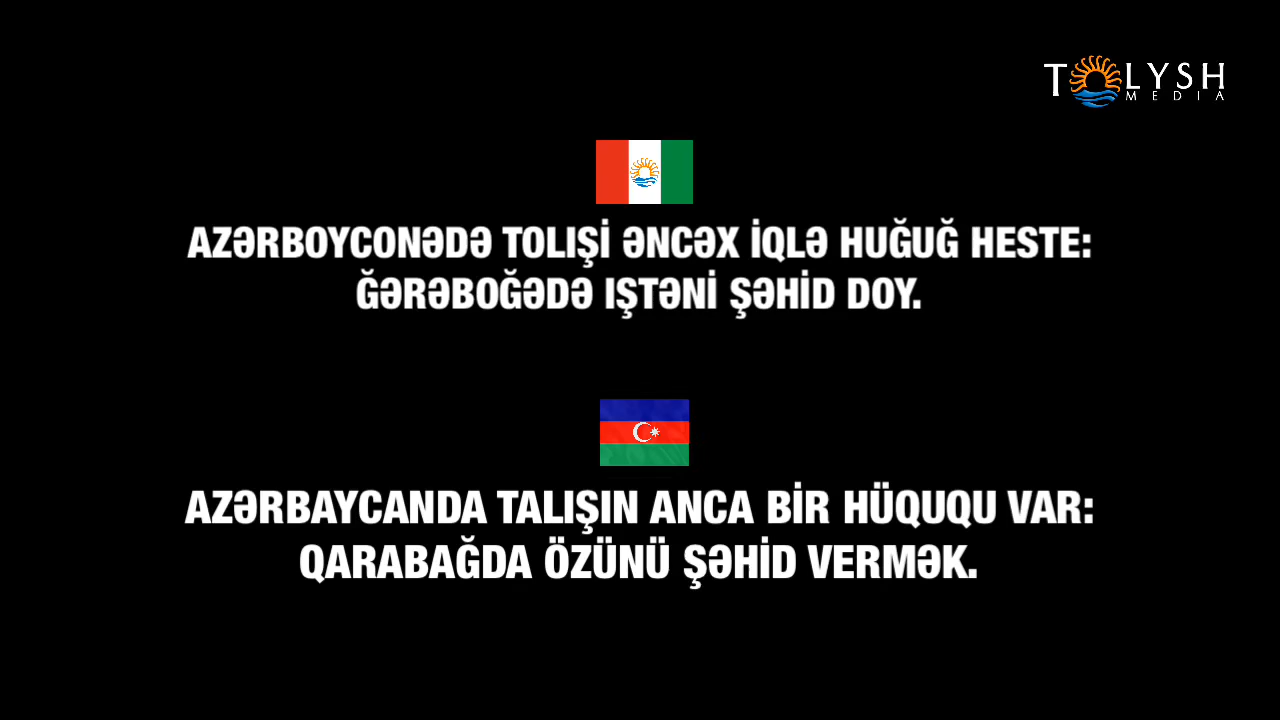 TOLYSH
MEDIA
AZƏRBOYCONƏDƏ TOLIŞİ ƏNCƏX İQLƏ HUĞUĞ HESTE:
ĞƏRƏBOĞƏDƏ IŞTƏNİ ŞƏHİD DOY.
AZƏRBAYCANDA TALIŞIN ANCA BİR HÜQUQU VAR:
QARABAĞDA ÖZÜNÜ ŞƏHİD VERMƏK.